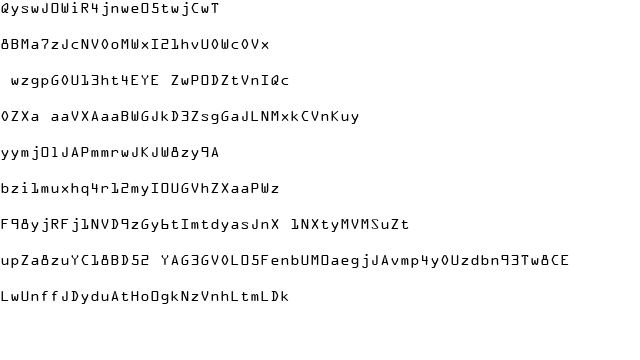 QyswJOWiR4jnweO5twjCwT
8BMa7zJcNV0oMWxI21hvU0Wc0Vx
wzgpG0U13ht4EYE ZwPODZtVnIQc
0ZXa aaVXAaaBWGJkD3ZsgGaJLNMxkCVnKuy
yymjO1JAPmmrwJKJW8zy9A
bzi1muxhq4r12myIOUGVhZXaaPWz
F98yjRFj1NVD9zGy6tImtdyasJnX 1NXtyMVMSuZt
upZa8zuYC18BD52 YAG3GV0LO5FenbUMOaegjJAvmp4y0Uzdbn93Tw8CE
LwUnffJDyduAtHoOgkNzVnhLtmLDk